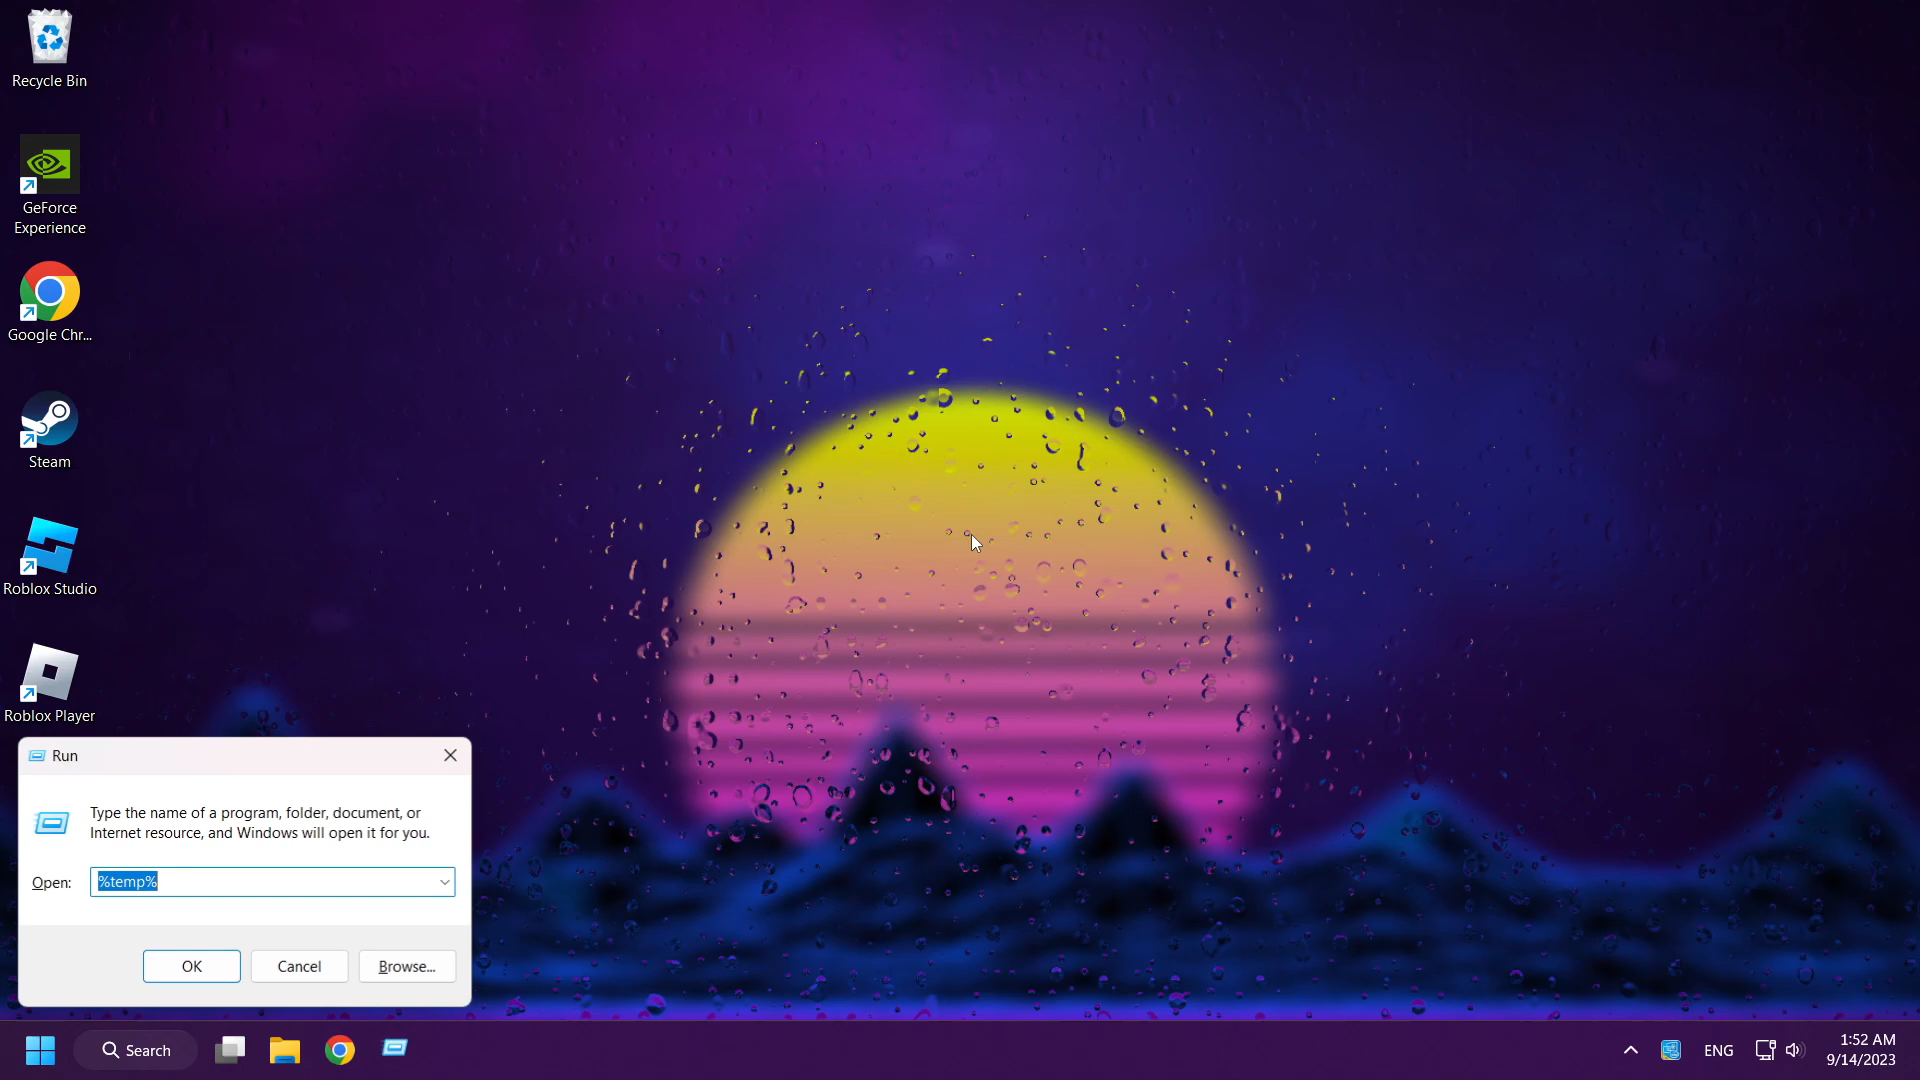 Recycle Bin
GeForce
Experience
Google Chr...
Steam
Roblox Studio
Roblox Player
Run
Type the name of a program, folder, document, or
Internet resource, and Windows will open it for you.
Open: %temp%
OK Cancel Browse...
Search
ENG
1:52 AM
9/14/2023